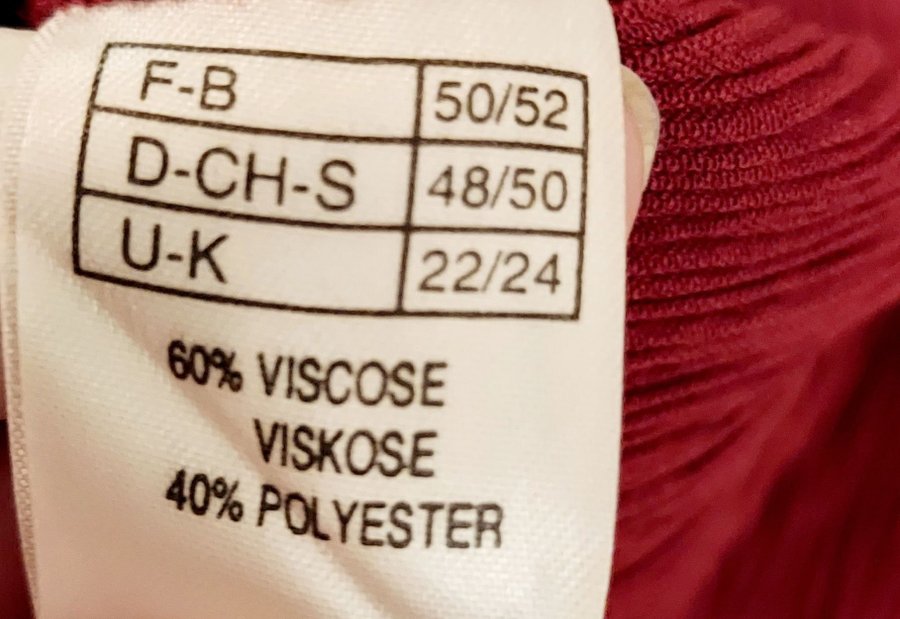 F-B 50/52
D-CH-S 48/50
U-K 22/24
60% VISCOSE
VISKOSE
40% POLYESTER